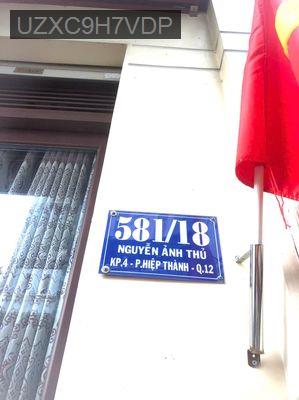 UZXC9H7VDP
581/18
NGUYỄN ẢNH THỦ
KP.4 - P.HIỆP THÀNH - Q.12